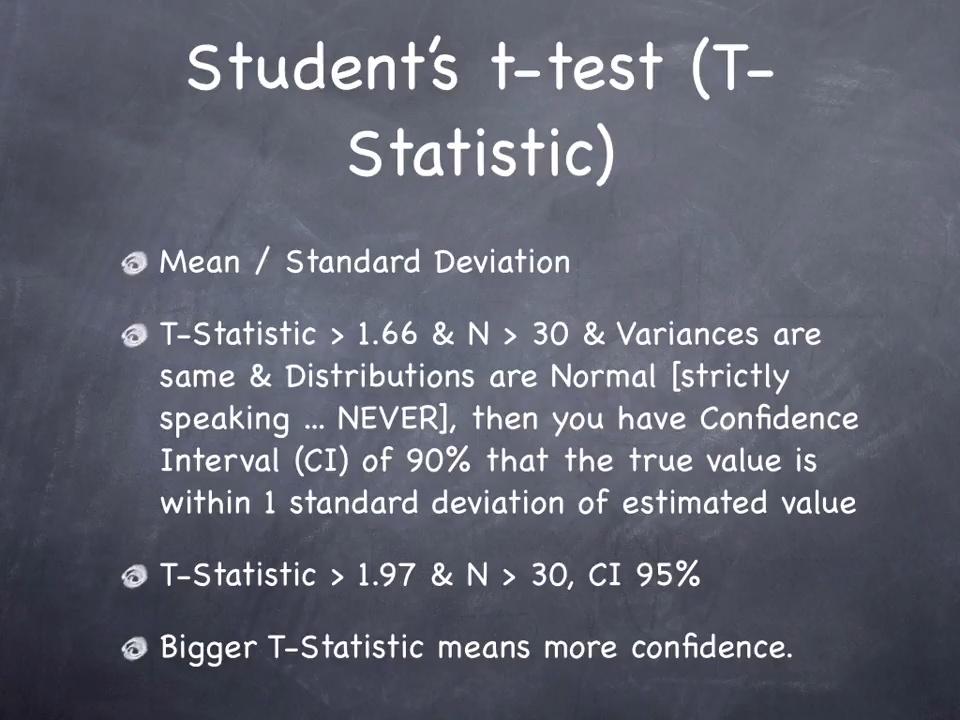 Student's t-test (T-
Statistic)
Mean / Standard Deviation
T-Statistic > 1.66 & N > 30 & Variances are
same & Distributions are Normal [strictly
speaking ... NEVER], then you have Confidence
Interval (CI) of 90% that the true value is
within 1 standard deviation of estimated value
T-Statistic > 1.97 & N > 30, CI 95%
Bigger T-Statistic means more confidence.